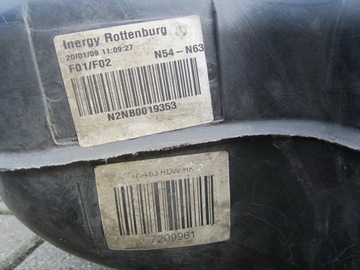 Inergy Rottenburg
20/01/09 11:09:27
F01/F02 N54-N63
N2NB0019353
N54/63 RDW HK
7209961